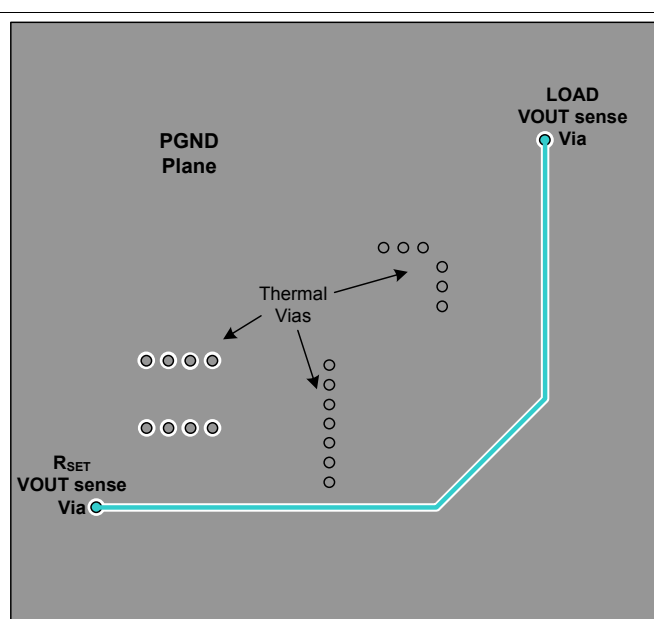 LOAD
VOUT sense
Via
PGND
Plane
Thermal
Vias
RSET
VOUT sense
Via